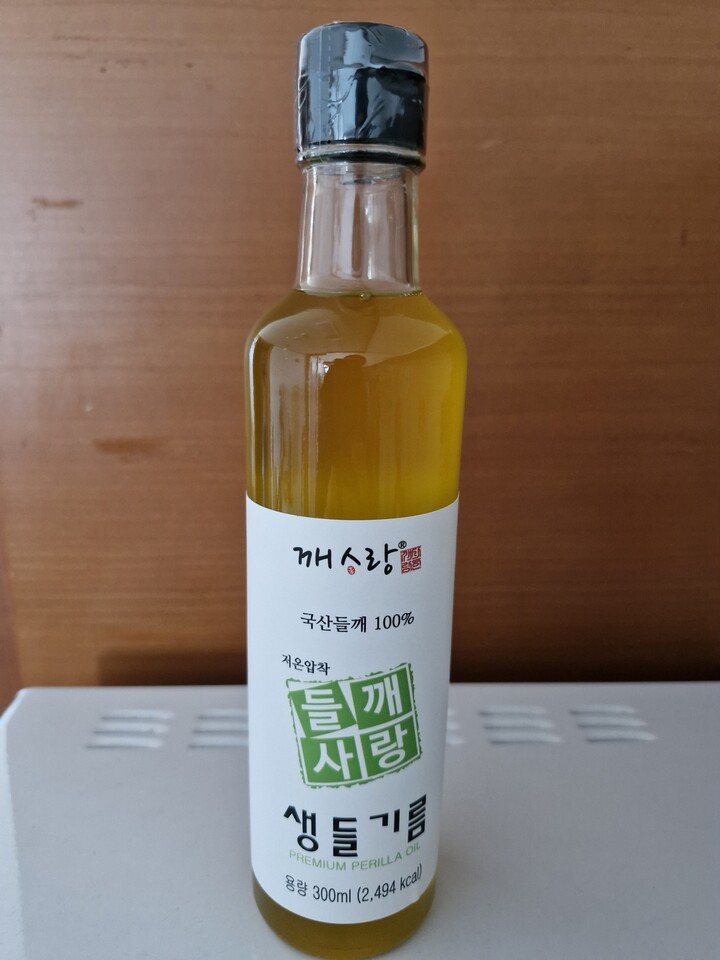 깨사랑®
국산들깨 100%
저온압착
들깨
사랑
생들기름
PREMIUM PERILLA OIL
용량 300ml (2,494 kcal)